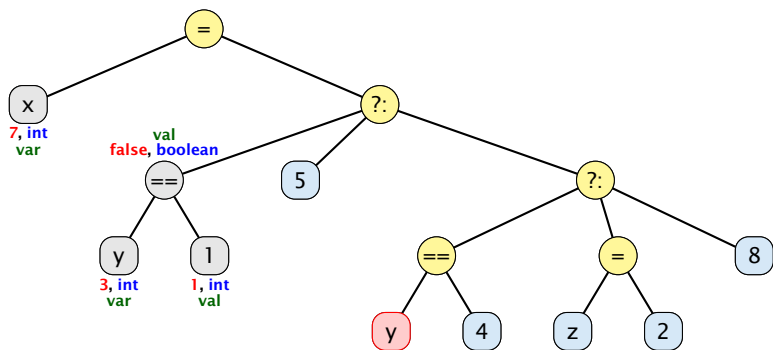 =
x
?:
7, int
var
val
false, boolean
==
5
?:
y
1
==
=
8
3, int
var
1, int
val
y
4
z
2